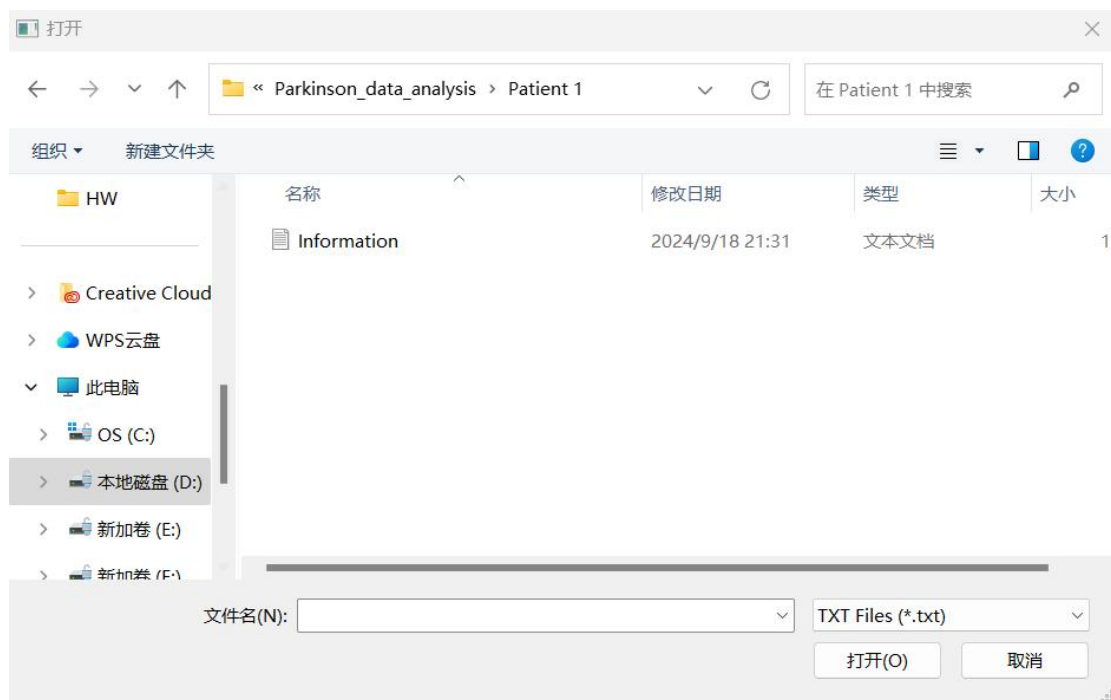 打开
« Parkinson_data_analysis › Patient 1
在 Patient 1 中搜索
组织
新建文件夹
名称
修改日期
类型
大小
HW
Information
2024/9/18 21:31
文本文档
1
Creative Cloud
WPS云盘
此电脑
OS (C:)
本地磁盘 (D:)
新加卷 (E:)
新加卷 (F:)
文件名(N):
TXT Files (*.txt)
打开(O)
取消